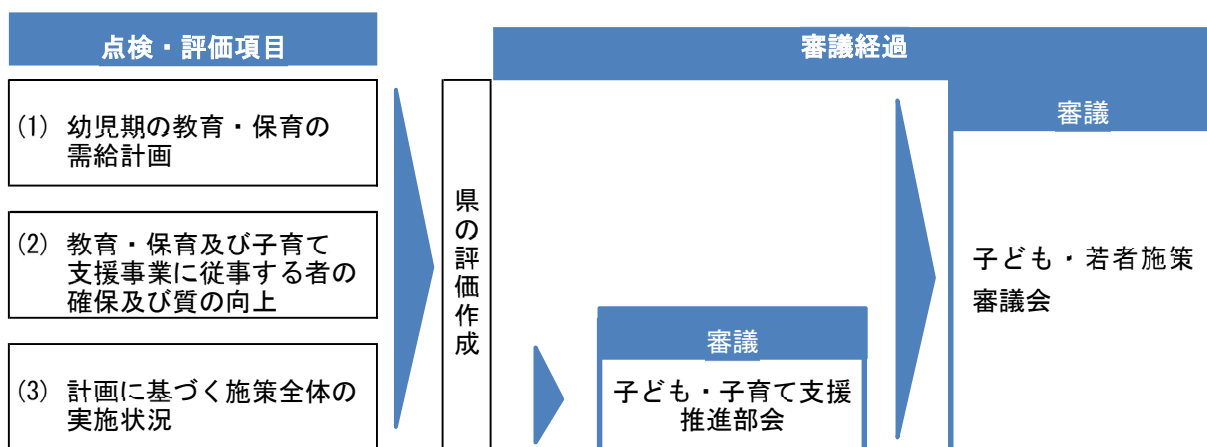 点検・評価項目
(1) 幼児期の教育・保育の
需給計画
(2) 教育・保育及び子育て
支援事業に従事する者の
確保及び質の向上
(3) 計画に基づく施策全体の
実施状況
県の評価作成
審議経過
審議
子ども・子育て支援
推進部会
審議
子ども・若者施策
審議会